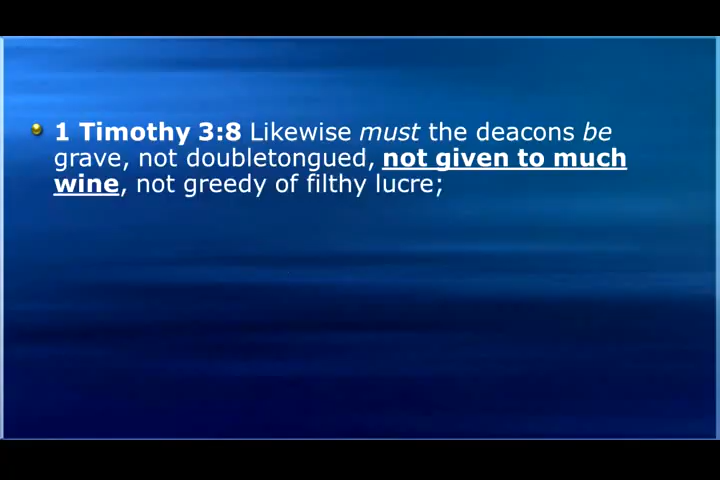 1 Timothy 3:8 Likewise must the deacons be
grave, not doubletongued, not given to much
wine, not greedy of filthy lucre;